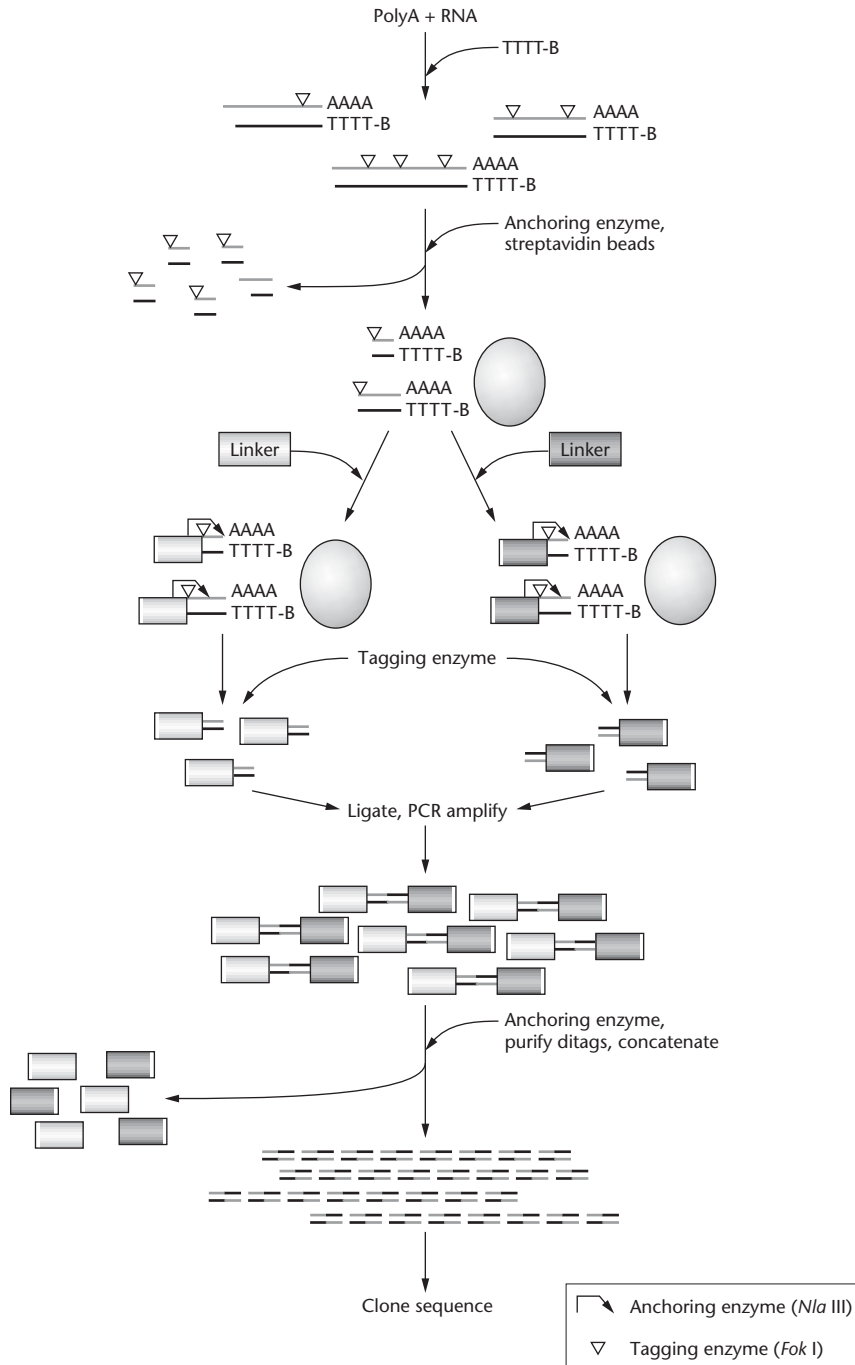 PolyA + RNA
TTTT-B
AAAA
TTTT-B
AAAA
TTTT-B
AAAA
TTTT-B
Anchoring enzyme,
streptavidin beads
AAAA
TTTT-B
AAAA
TTTT-B
Linker
Linker
AAAA
TTTT-B
AAAA
TTTT-B
AAAA
TTTT-B
AAAA
TTTT-B
Tagging enzyme
Ligate, PCR amplify
Anchoring enzyme,
purify ditags, concatenate
Clone sequence
Anchoring enzyme (Nla III)
Tagging enzyme (Fok I)